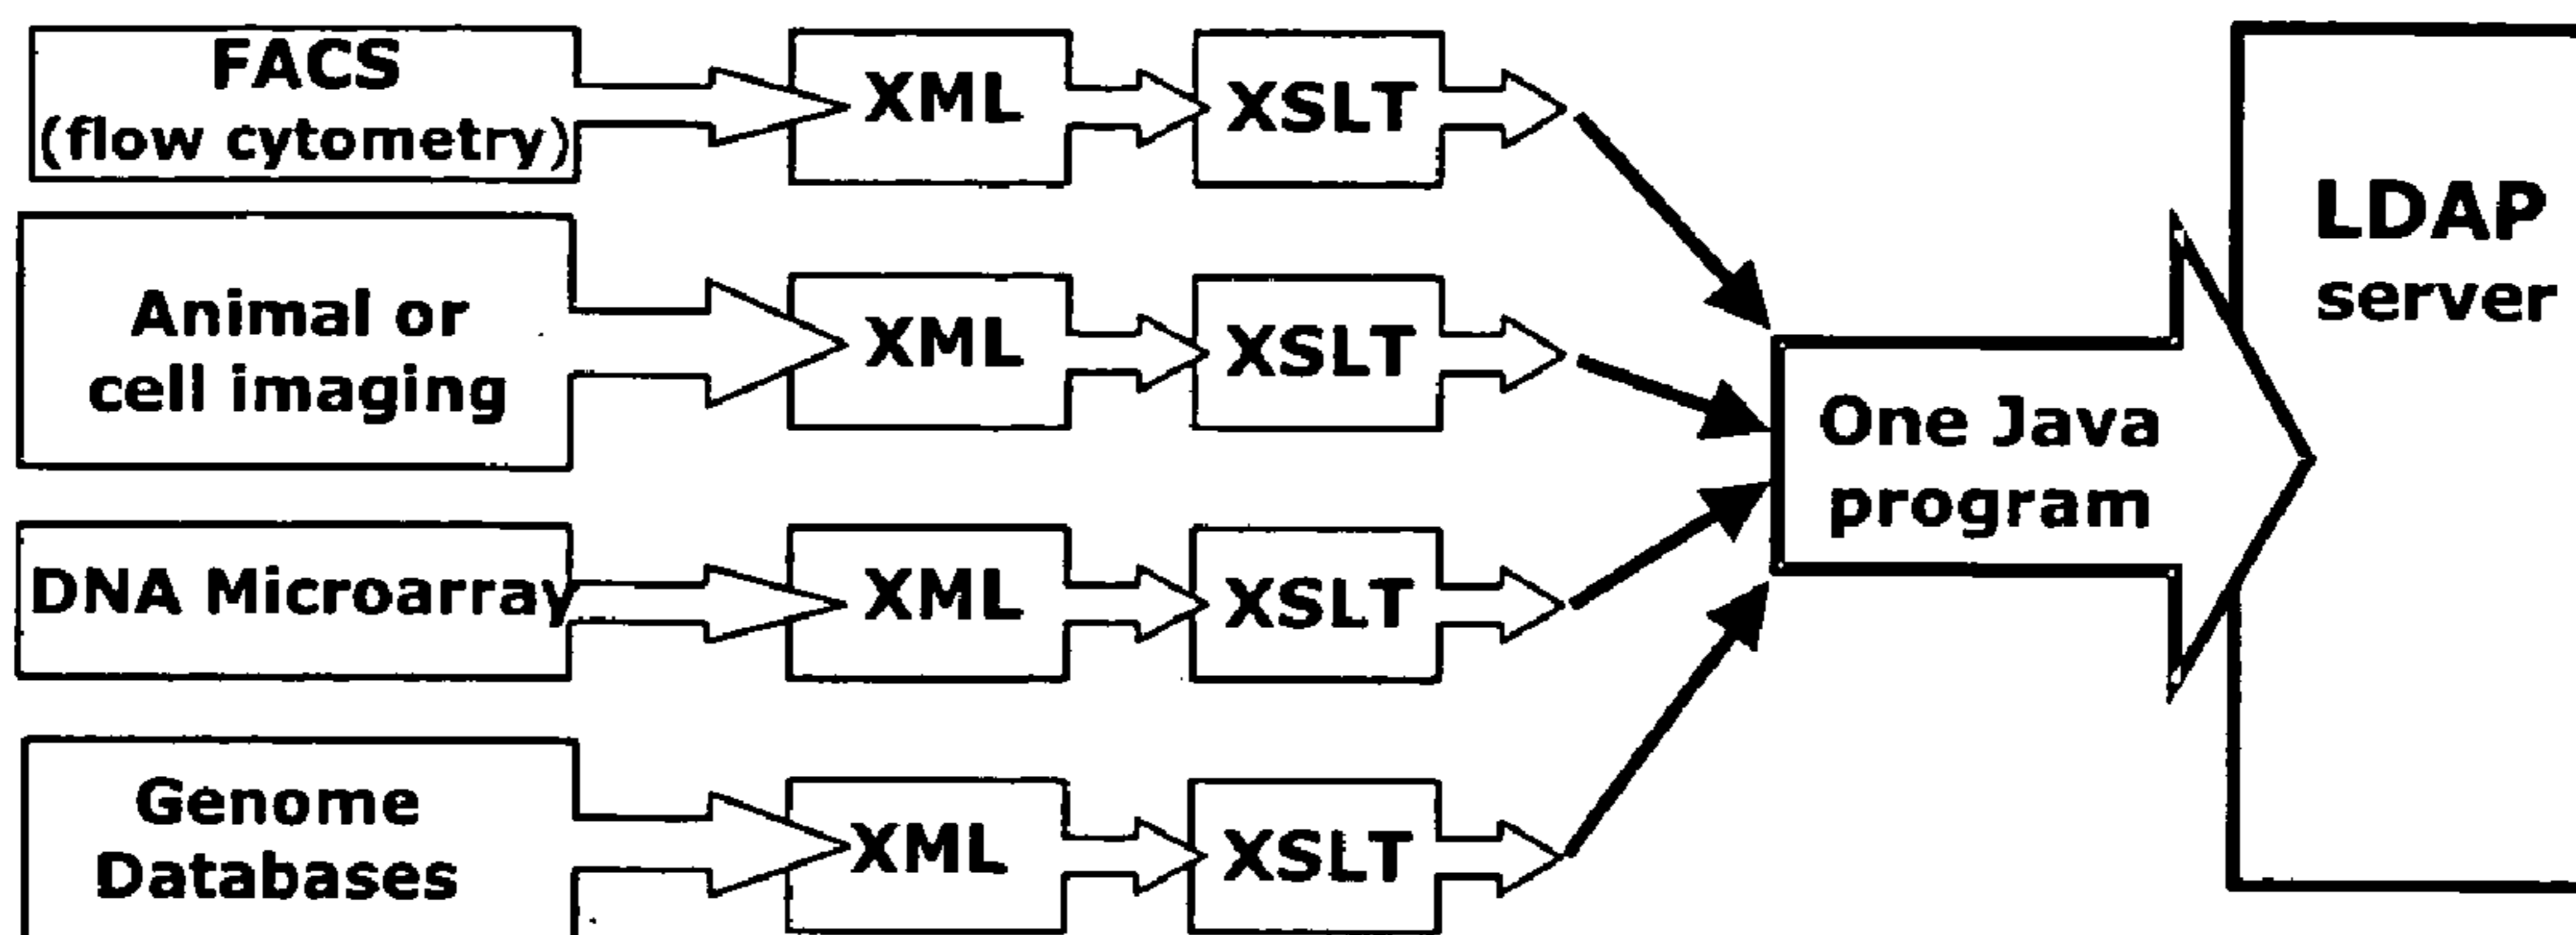 FACS
(flow cytometry)
XML
XSLT
Animal or
cell imaging
XML
XSLT
DNA Microarray
XML
XSLT
Genome
Databases
XML
XSLT
One Java
program
LDAP
server